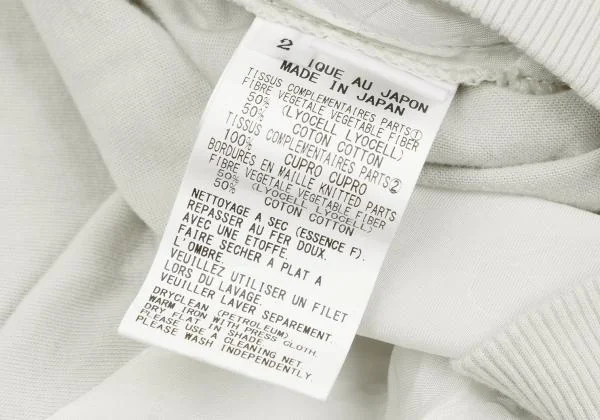 2
IQUE AU JAPON
MADE IN JAPAN
TISSUS COMPLEMENTAIRES PARTS①
FIBRE VEGETALE VEGETABLE FIBER
50% (LYOCELL LYOCELL)
50% COTON COTTON
TISSUS COMPLEMENTAIRES PARTS②
100% CUPRO CUPRO
BORDURES EN MAILLE KNITTED PARTS
FIBRE VEGETALE VEGETABLE FIBER
50% (LYOCELL LYOCELL)
50% COTON COTTON
NETTOYAGE A SEC (ESSENCE F).
REPASSER AU FER DOUX.
AVEC UNE ETOFFE.
FAIRE SECHER A PLAT A
L'OMBRE.
VEUILLEZ UTILISER UN FILET
LORS DU LAVAGE.
VEUILLER LAVER SEPAREMENT.
DRYCLEAN (PETROLEUM)
WARM IRON WITH PRESS CLOTH.
DRY FLAT IN SHADE.
PLEASE USE A CLEANING NET.
PLEASE WASH INDEPENDENTLY.